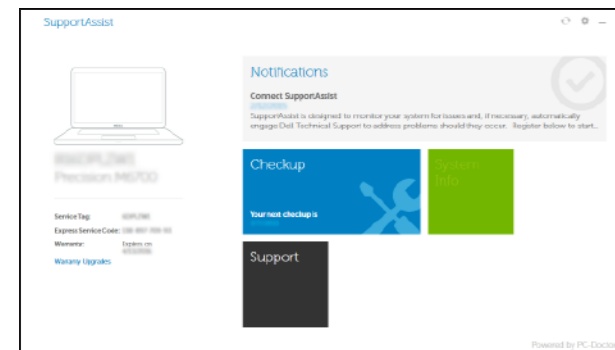 SupportAssist
Notifications
Connect SupportAssist
SupportAssist is designed to monitor your system for issues and, if necessary, automatically
engage Dell Technical Support to address problems should they occur. Register below to start...
Precision M6700
Checkup
System
Info
Your next checkup is
Service Tag:
Express Service Code:
Warranty: Expires on
Warranty Upgrades
Support
Powered by PC-Doctor